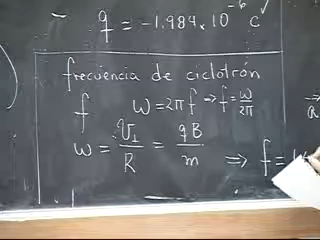 q = -1.984 x 10^-6 c ✓
frecuencia de ciclotrón
f ω = 2πf ⇒ f = ω/2π
ω = v⊥/R = qB/m ⇒ f =